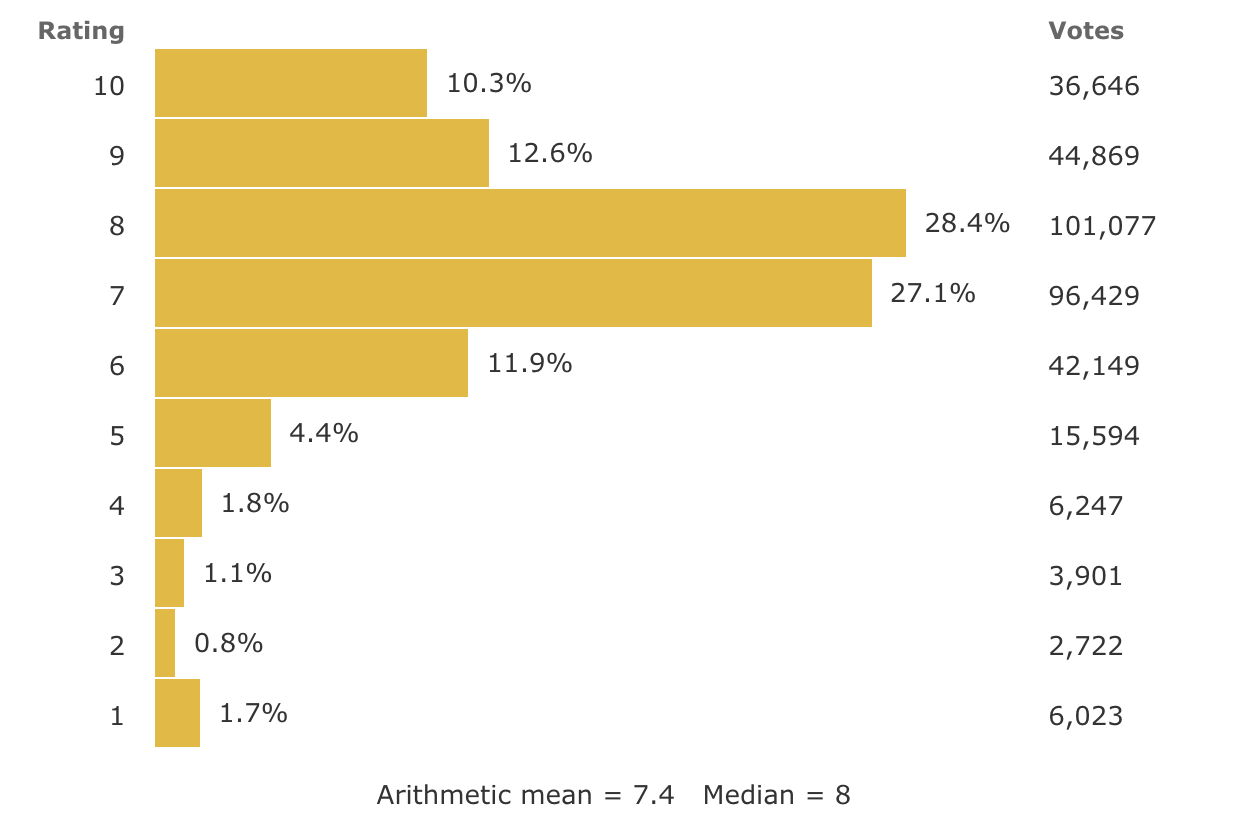 Rating Votes
10 10.3% 36,646
9 12.6% 44,869
8 28.4% 101,077
7 27.1% 96,429
6 11.9% 42,149
5 4.4% 15,594
4 1.8% 6,247
3 1.1% 3,901
2 0.8% 2,722
1 1.7% 6,023
Arithmetic mean = 7.4 Median = 8